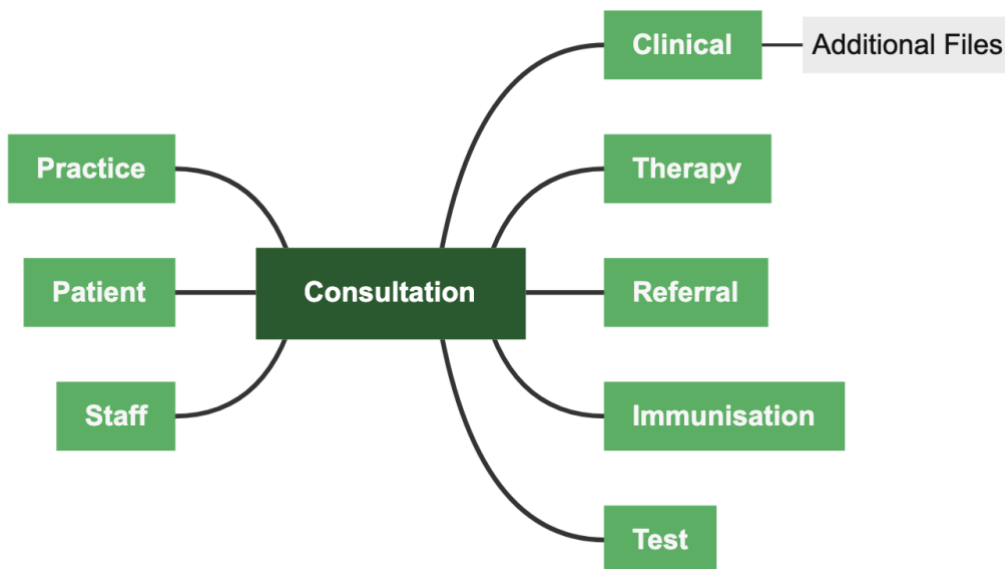 Practice
Patient
Staff
Consultation
Clinical
Additional Files
Therapy
Referral
Immunisation
Test